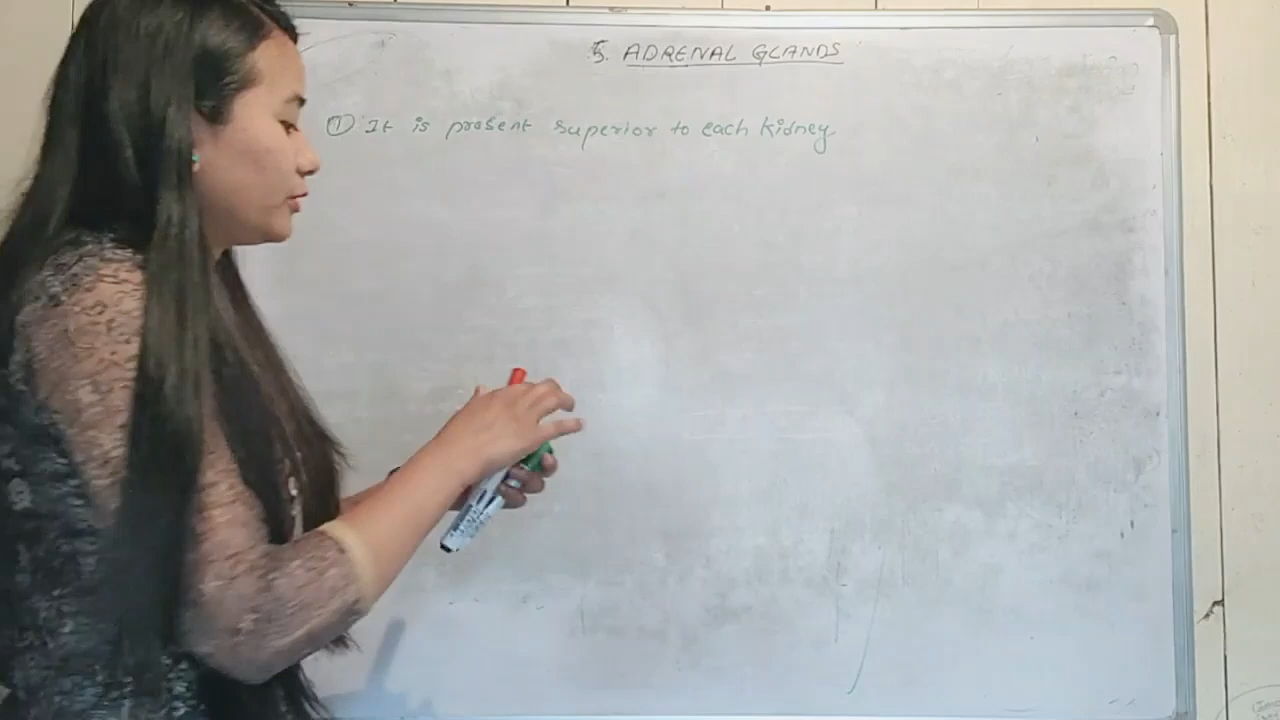 5. ADRENAL GLANDS
① It is present superior to each kidney.